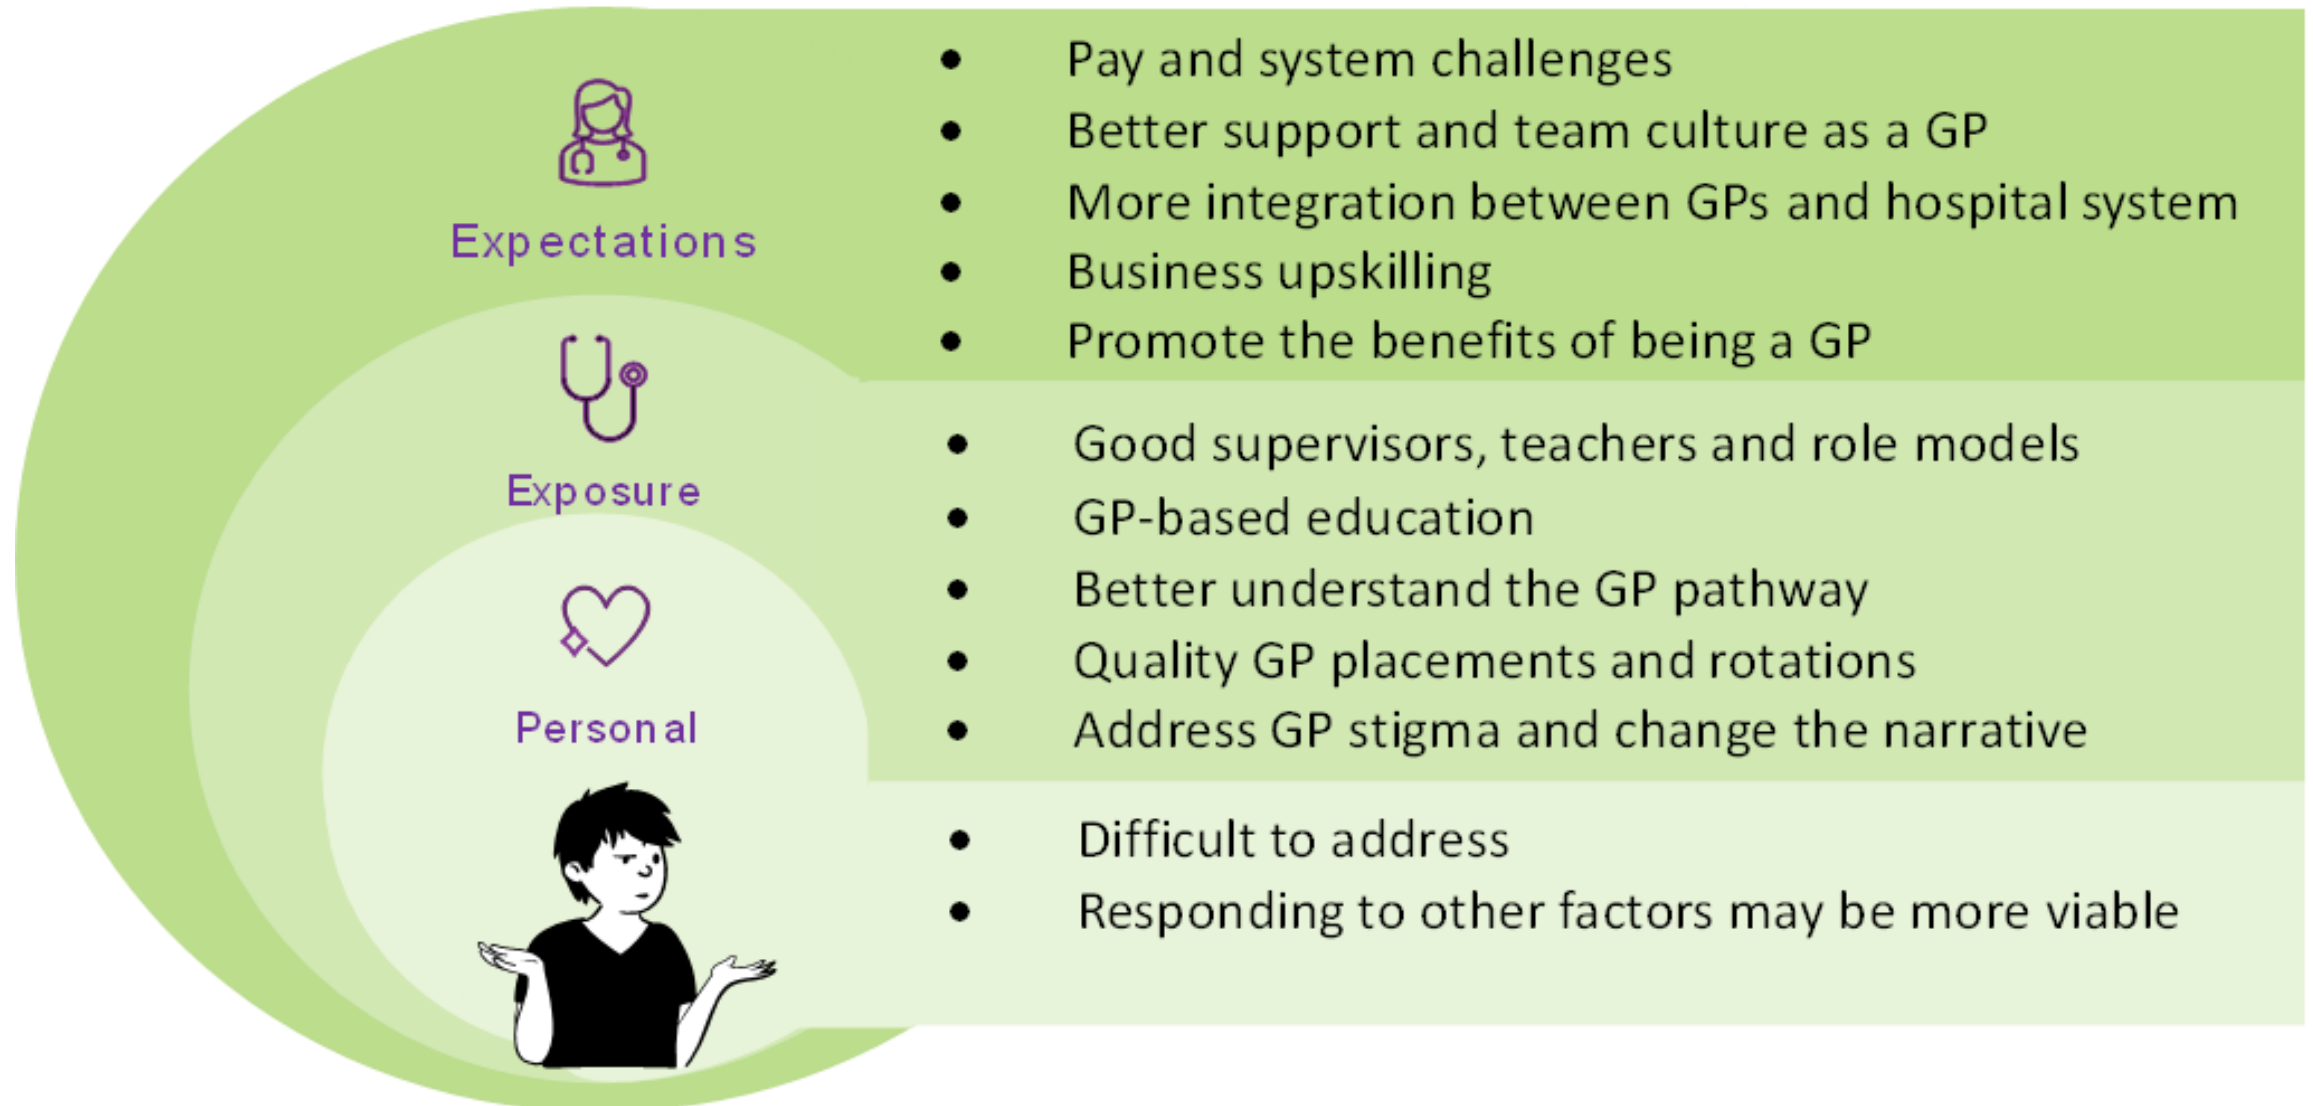 Expectations
• Pay and system challenges
• Better support and team culture as a GP
• More integration between GPs and hospital system
• Business upskilling
• Promote the benefits of being a GP
Exposure
• Good supervisors, teachers and role models
• GP-based education
• Better understand the GP pathway
• Quality GP placements and rotations
• Address GP stigma and change the narrative
Personal
• Difficult to address
• Responding to other factors may be more viable